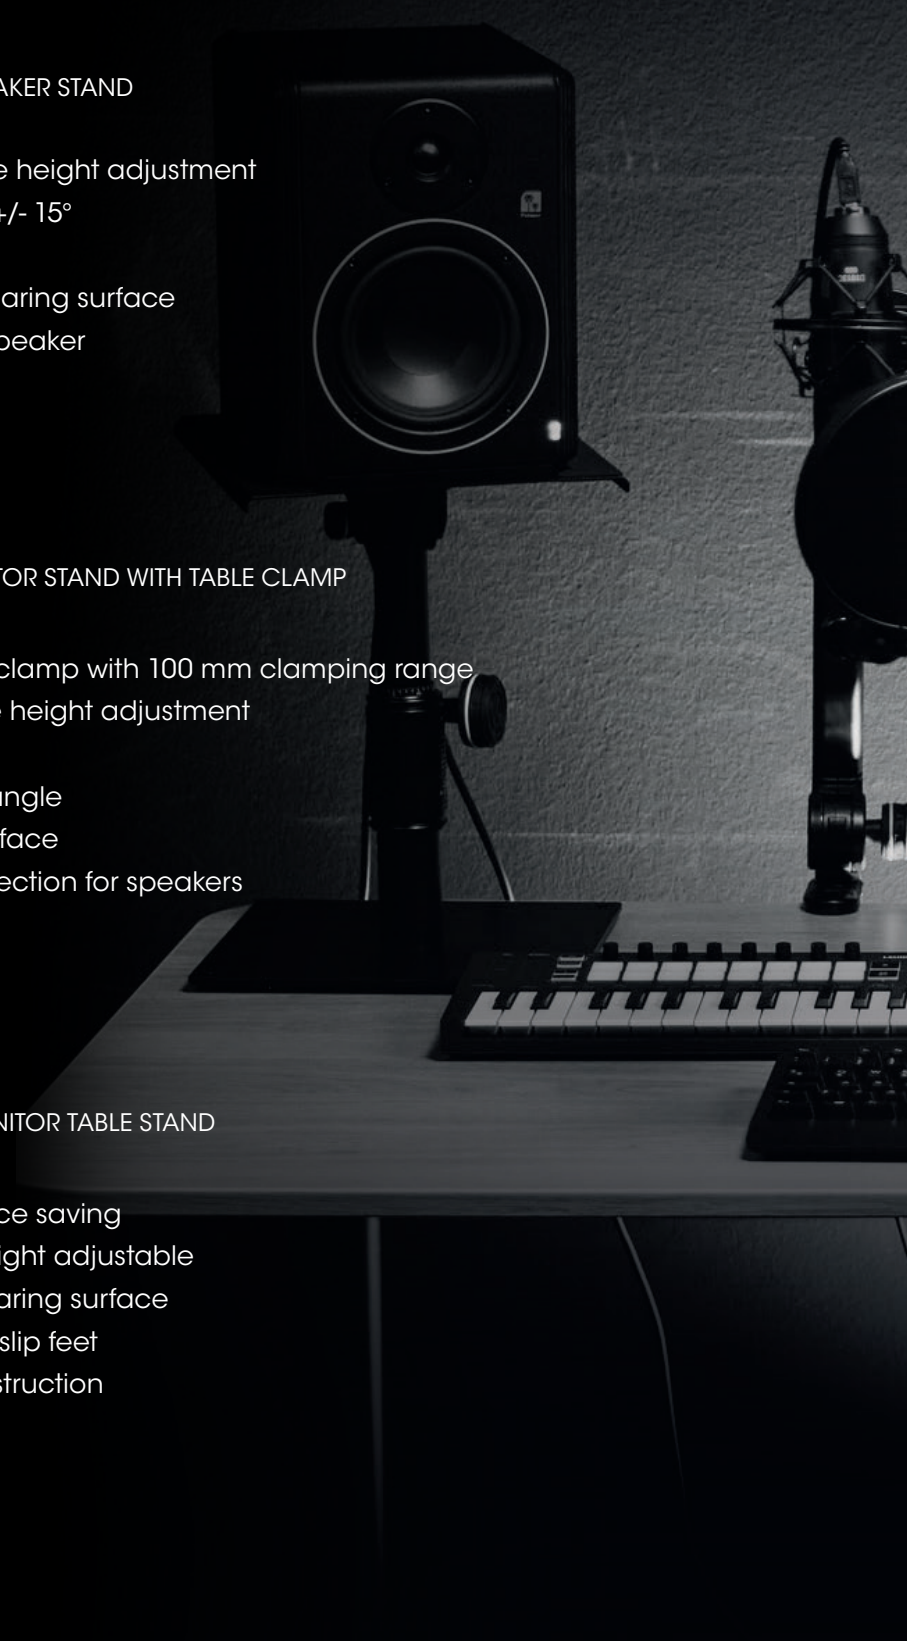 AKER STAND
e height adjustment
+/- 15°
aring surface
peaker
TOR STAND WITH TABLE CLAMP
clamp with 100 mm clamping range
e height adjustment
angle
face
ection for speakers
NITOR TABLE STAND
ce saving
ight adjustable
aring surface
slip feet
struction